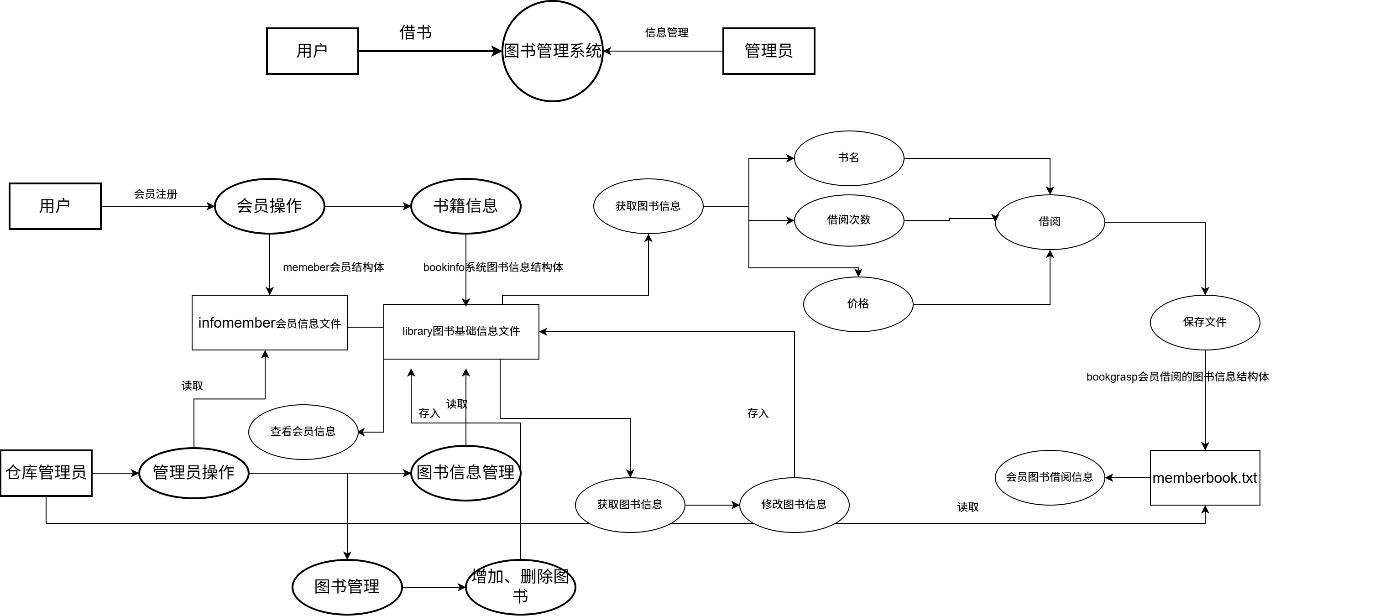 用户
借书
图书管理系统
信息管理
管理员
用户
会员注册
会员操作
书籍信息
获取图书信息
书名
借阅次数
价格
借阅
保存文件
memeber会员结构体
bookinfo系统图书信息结构体
infomember会员信息文件
library图书基础信息文件
bookgrasp会员借阅的图书信息结构体
读取
存入
读取
存入
查看会员信息
仓库管理员
管理员操作
图书信息管理
获取图书信息
修改图书信息
会员图书借阅信息
memberbook.txt
读取
图书管理
增加、删除图
书